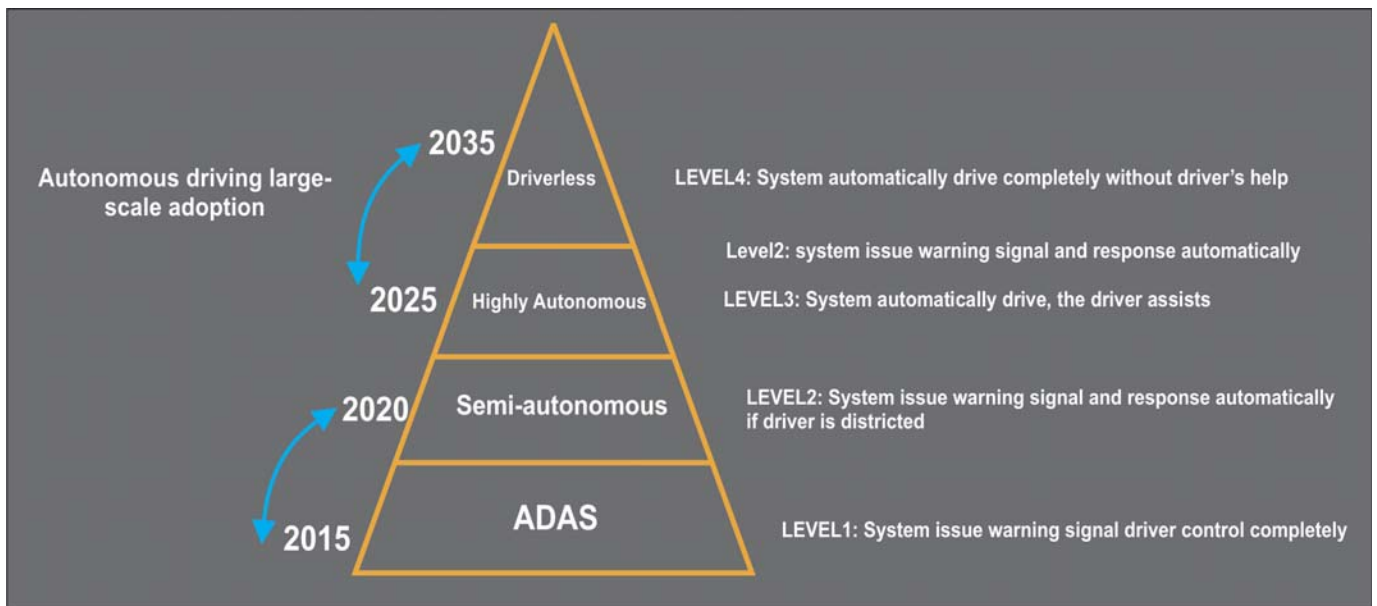 2035
Autonomous driving large-
scale adoption
Driverless
LEVEL4: System automatically drive completely without driver's help
Level2: system issue warning signal and response automatically
2025
Highly Autonomous
LEVEL3: System automatically drive, the driver assists
2020
Semi-autonomous
LEVEL2: System issue warning signal and response automatically
if driver is districted
2015
ADAS
LEVEL1: System issue warning signal driver control completely